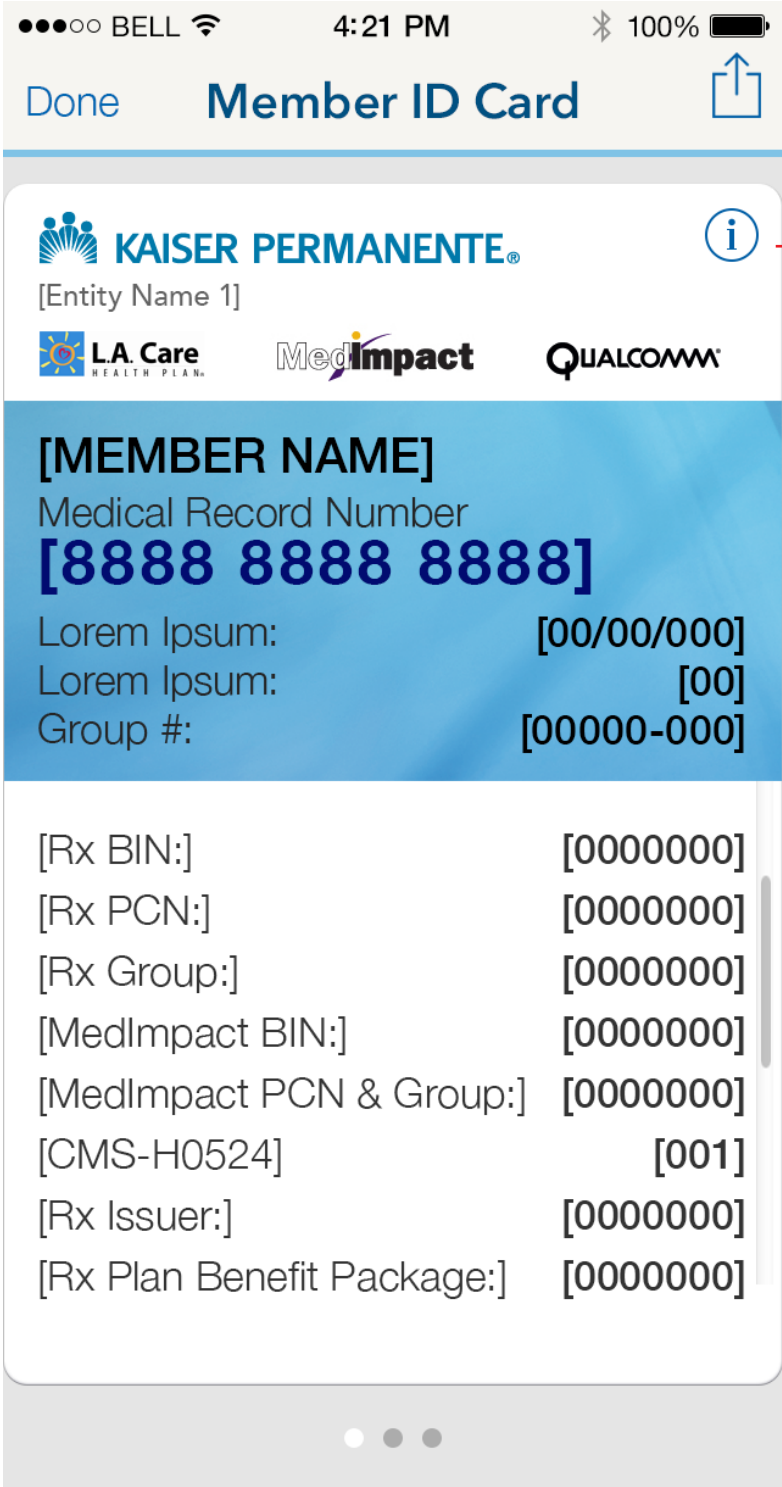 BELL 4:21 PM 100%
Done Member ID Card
KAISER PERMANENTE®
[Entity Name 1]
L.A. Care
HEALTH PLAN®
MedImpact
QUALCOMM®
[MEMBER NAME]
Medical Record Number
[8888 8888 8888]
Lorem Ipsum: [00/00/000]
Lorem Ipsum: [00]
Group #: [00000-000]
[Rx BIN:] [0000000]
[Rx PCN:] [0000000]
[Rx Group:] [0000000]
[MedImpact BIN:] [0000000]
[MedImpact PCN & Group:] [0000000]
[CMS-H0524] [001]
[Rx Issuer:] [0000000]
[Rx Plan Benefit Package:] [0000000]